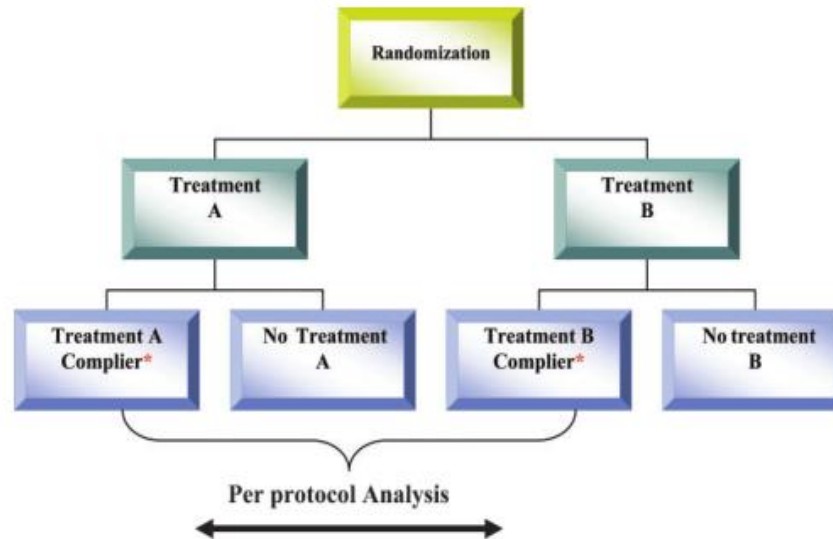 Randomization
Treatment
A
Treatment
B
Treatment A
Complier*
No Treatment
A
Treatment B
Complier*
No treatment
B
Per protocol Analysis